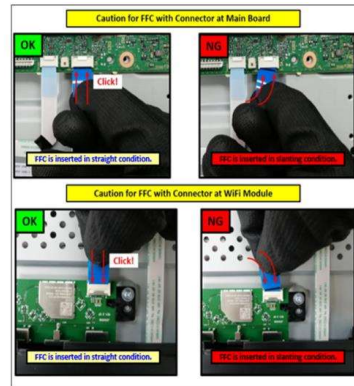 Caution for FFC with Connector at Main Board
OK
NG
Click!
FFC is inserted in straight condition.
FFC is inserted in slanting condition.
Caution for FFC with Connector at WiFi Module
OK
NG
Click!
FFC is inserted in straight condition.
FFC is inserted in slanting condition.